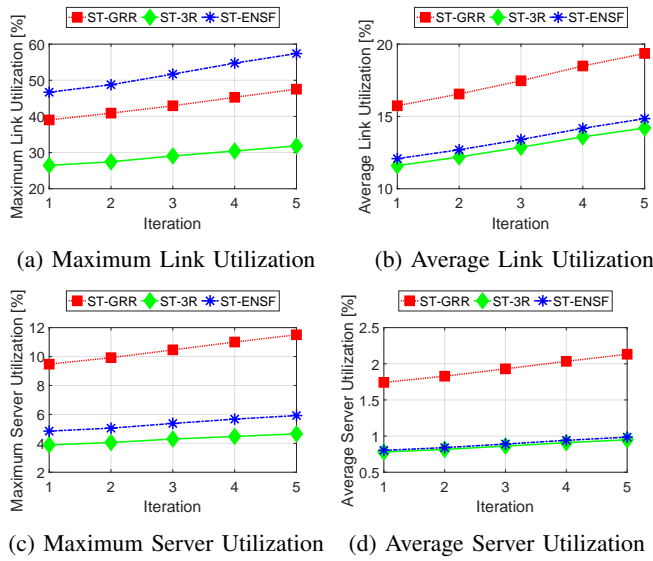 ST-GRR ST-3R ST-ENSF
Maximum Link Utilization [%]
60
50
40
30
20
1 2 3 4 5
Iteration
(a) Maximum Link Utilization
ST-GRR ST-3R ST-ENSF
Average Link Utilization [%]
20
15
10
1 2 3 4 5
Iteration
(b) Average Link Utilization
ST-GRR ST-3R ST-ENSF
Maximum Server Utilization [%]
12
10
8
6
4
2
1 2 3 4 5
Iteration
(c) Maximum Server Utilization
ST-GRR ST-3R ST-ENSF
Average Server Utilization [%]
2.5
2
1.5
1
0.5
1 2 3 4 5
Iteration
(d) Average Server Utilization